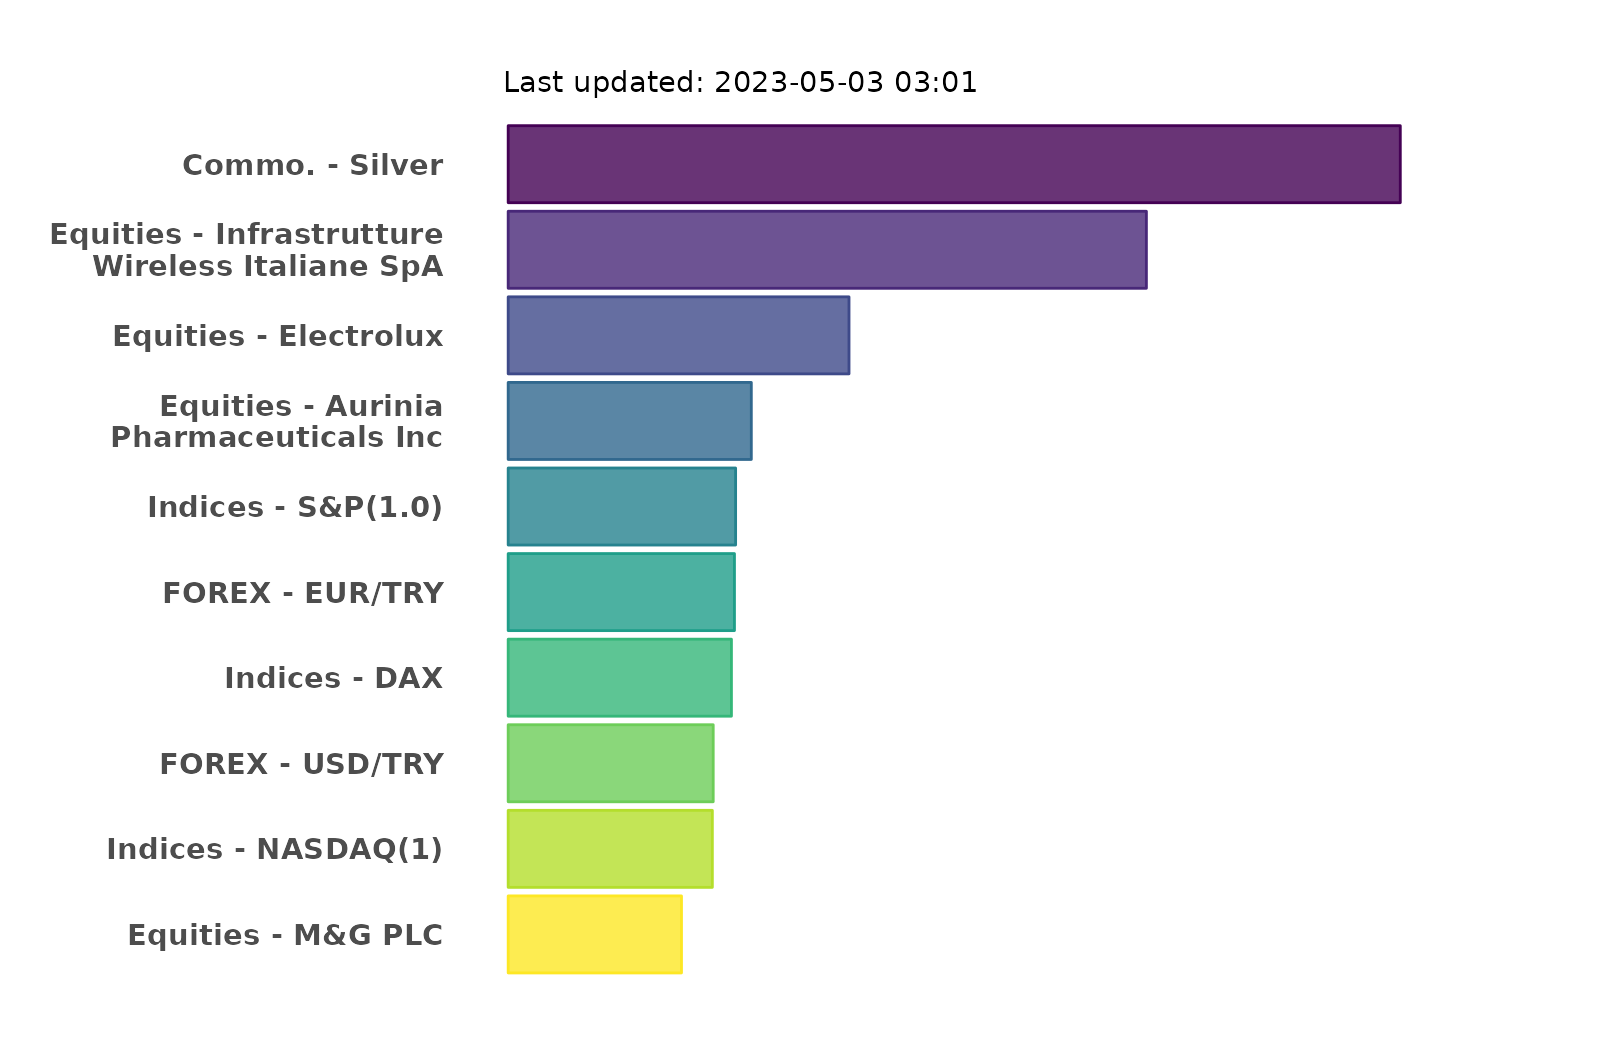 Last updated: 2023-05-03 03:01
Commo. - Silver
Equities - Infrastrutture
Wireless Italiane SpA
Equities - Electrolux
Equities - Aurinia
Pharmaceuticals Inc
Indices - S&P(1.0)
FOREX - EUR/TRY
Indices - DAX
FOREX - USD/TRY
Indices - NASDAQ(1)
Equities - M&G PLC